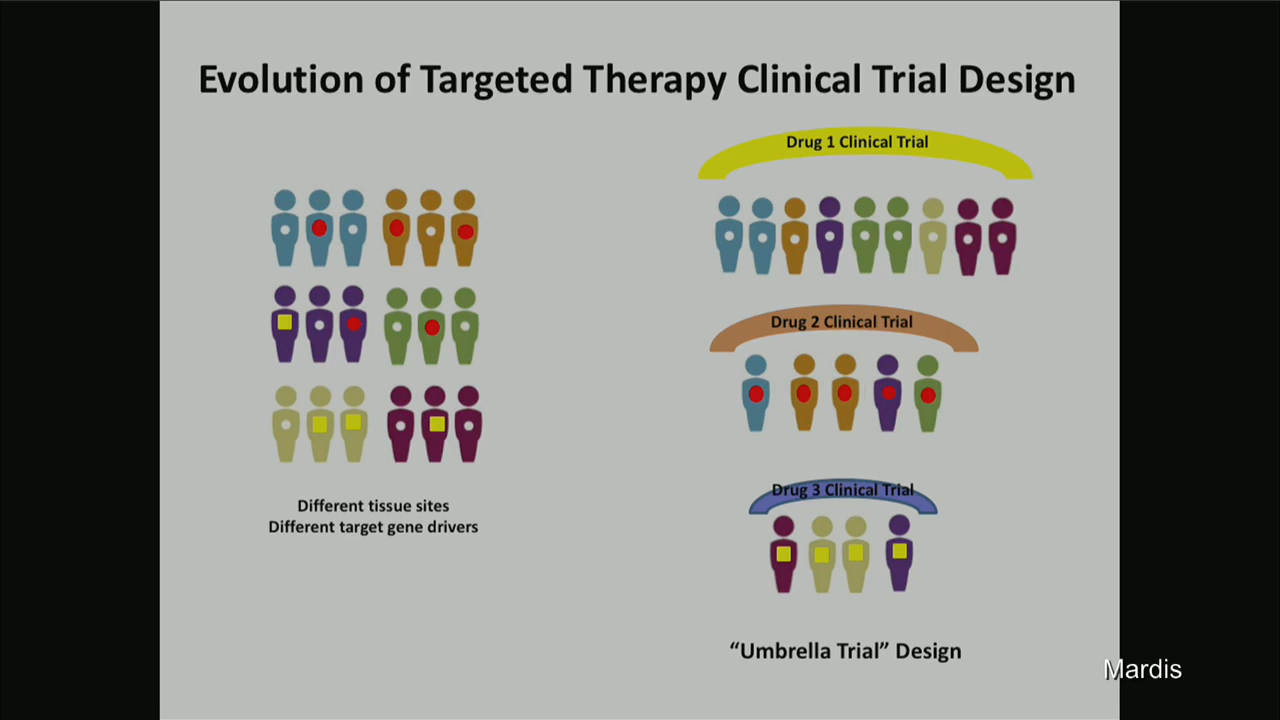 Evolution of Targeted Therapy Clinical Trial Design
Drug 1 Clinical Trial
Drug 2 Clinical Trial
Drug 3 Clinical Trial
Different tissue sites
Different target gene drivers
“Umbrella Trial” Design
Mardis